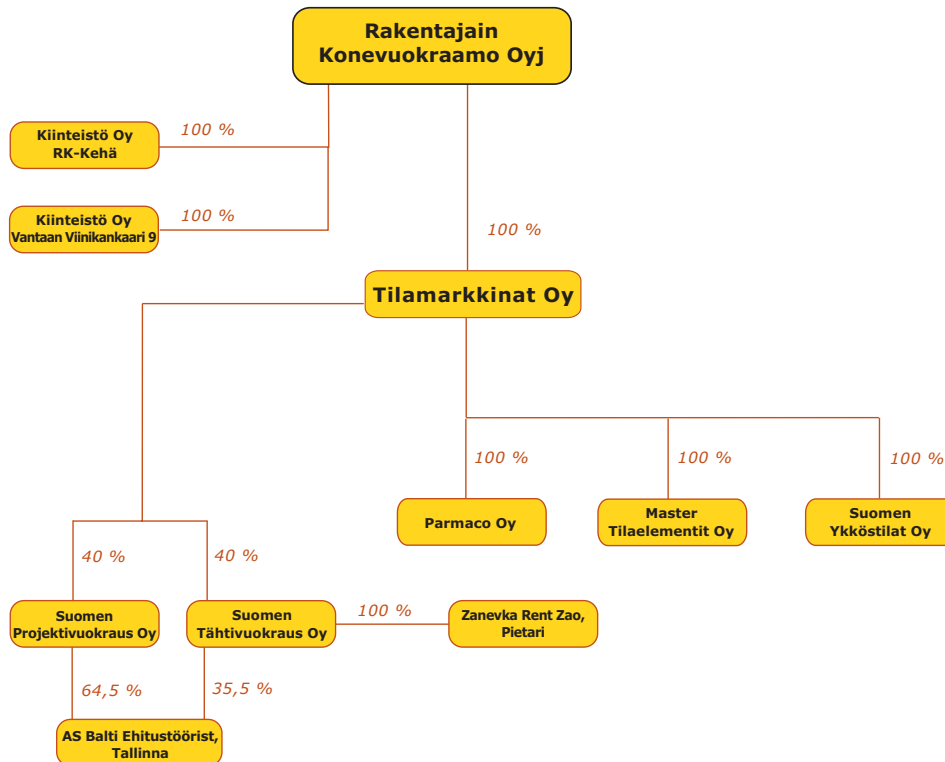 Rakentajain
Konevuokraamo Oyj
100 %
Kiinteistö Oy
RK-Kehä
100 %
Kiinteistö Oy
Vantaan Viinikankaari 9
100 %
Tilamarkkinat Oy
100 %
100 %
100 %
Parmaco Oy
Master
Tilaelementit Oy
Suomen
Ykköstilat Oy
40 %
40 %
Suomen
Projektivuokraus Oy
Suomen
Tähtivuokraus Oy
100 %
Zanevka Rent Zao,
Pietari
64,5 %
35,5 %
AS Balti Ehitustöörist,
Tallinna